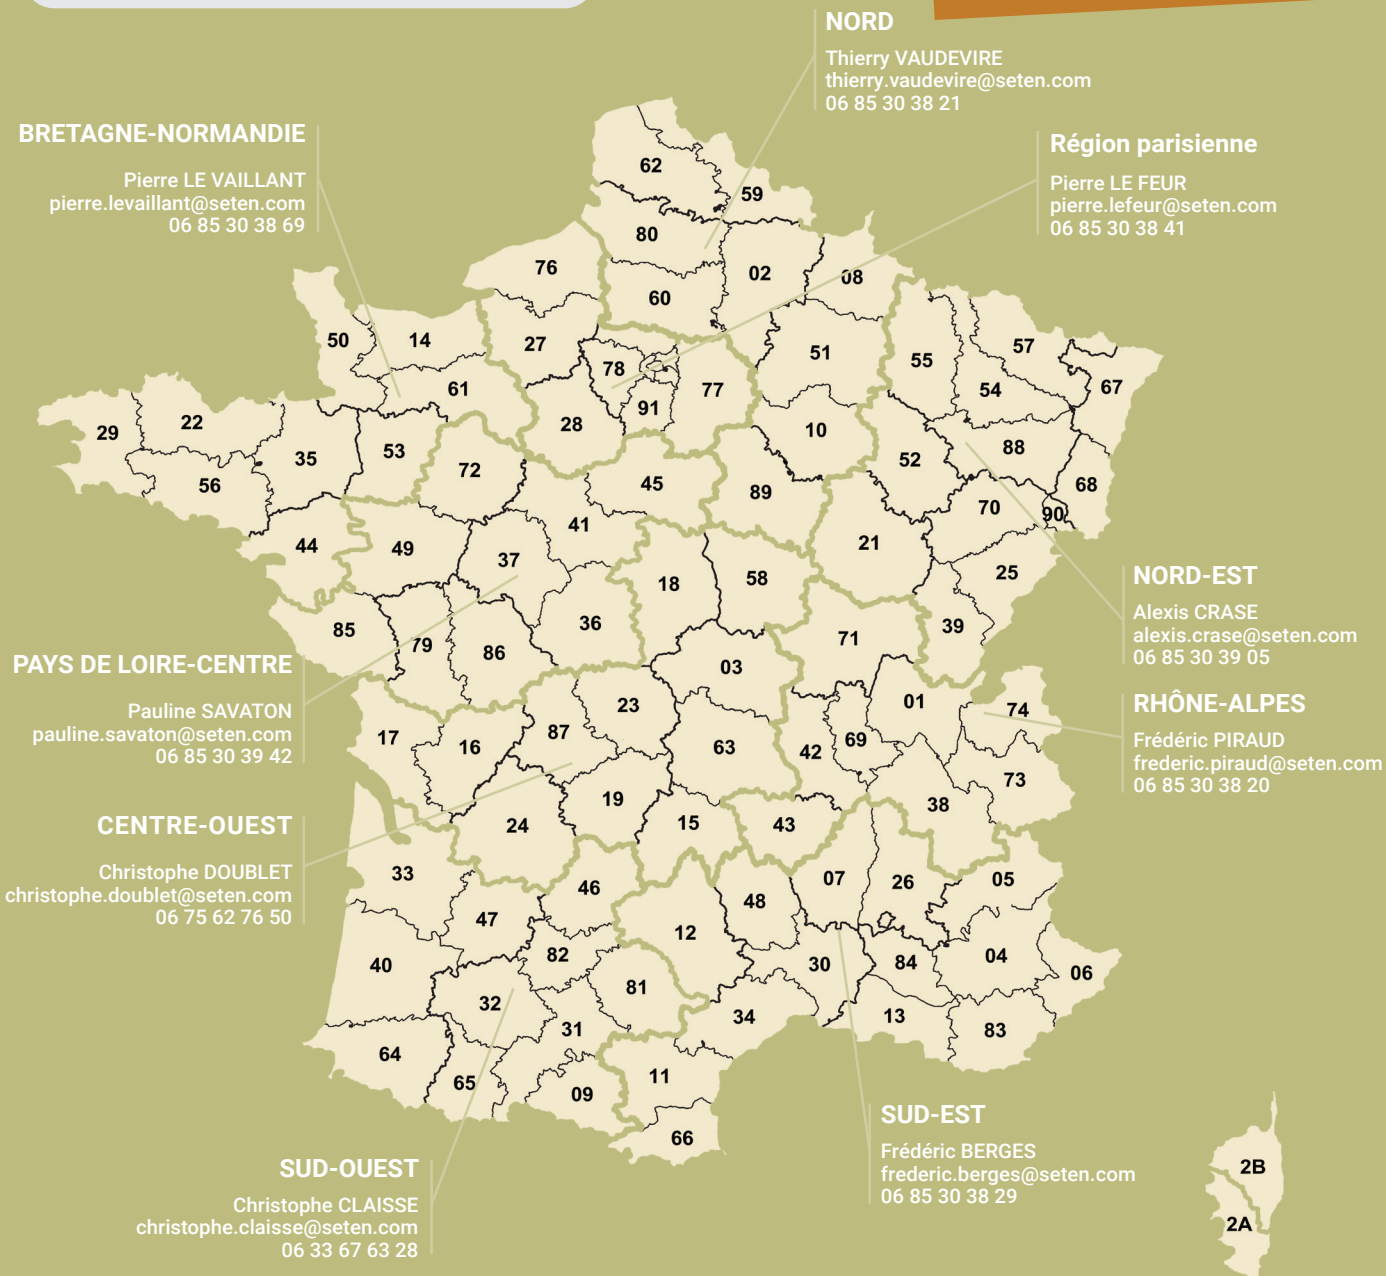 NORD
Thierry VAUDEVIRE
thierry.vaudevire@seten.com
06 85 30 38 21
BRETAGNE-NORMANDIE
Pierre LE VAILLANT
pierre.levaillant@seten.com
06 85 30 38 69
Région parisienne
Pierre LE FEUR
pierre.lefeur@seten.com
06 85 30 38 41
62
59
80
02
08
76
60
50
14
27
78
77
51
55
57
54
67
61
91
28
10
88
29
22
35
53
72
45
89
52
68
56
70
90
41
44
49
37
21
18
58
25
85
79
86
36
71
39
03
NORD-EST
Alexis CRASE
alexis.crase@seten.com
06 85 30 39 05
PAYS DE LOIRE-CENTRE
Pauline SAVATON
pauline.savaton@seten.com
06 85 30 39 42
RHÔNE-ALPES
Frédéric PIRAUD
frederic.piraud@seten.com
06 85 30 38 20
17
16
87
23
63
42
69
01
74
73
38
19
24
15
43
CENTRE-OUEST
Christophe DOUBLET
christophe.doublet@seten.com
06 75 62 76 50
33
46
07
26
05
47
48
12
40
82
30
84
04
06
81
32
31
34
13
83
64
65
09
11
66
SUD-EST
Frédéric BERGES
frederic.berges@seten.com
06 85 30 38 29
SUD-OUEST
Christophe CLAISSE
christophe.claisse@seten.com
06 33 67 63 28
2B
2A